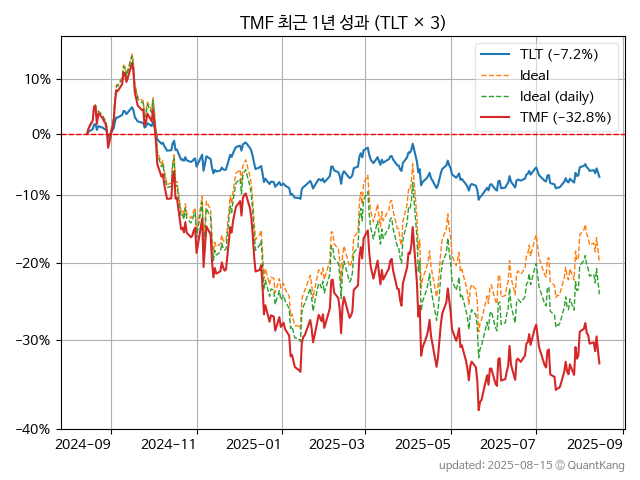 TMF 최근 1년 성과 (TLT × 3)
TLT (−7.2%)
Ideal
Ideal (daily)
TMF (−32.8%)
10%
0%
−10%
−20%
−30%
−40%
2024-09 2024-11 2025-01 2025-03 2025-05 2025-07 2025-09
updated: 2025-08-15 © QuantKang